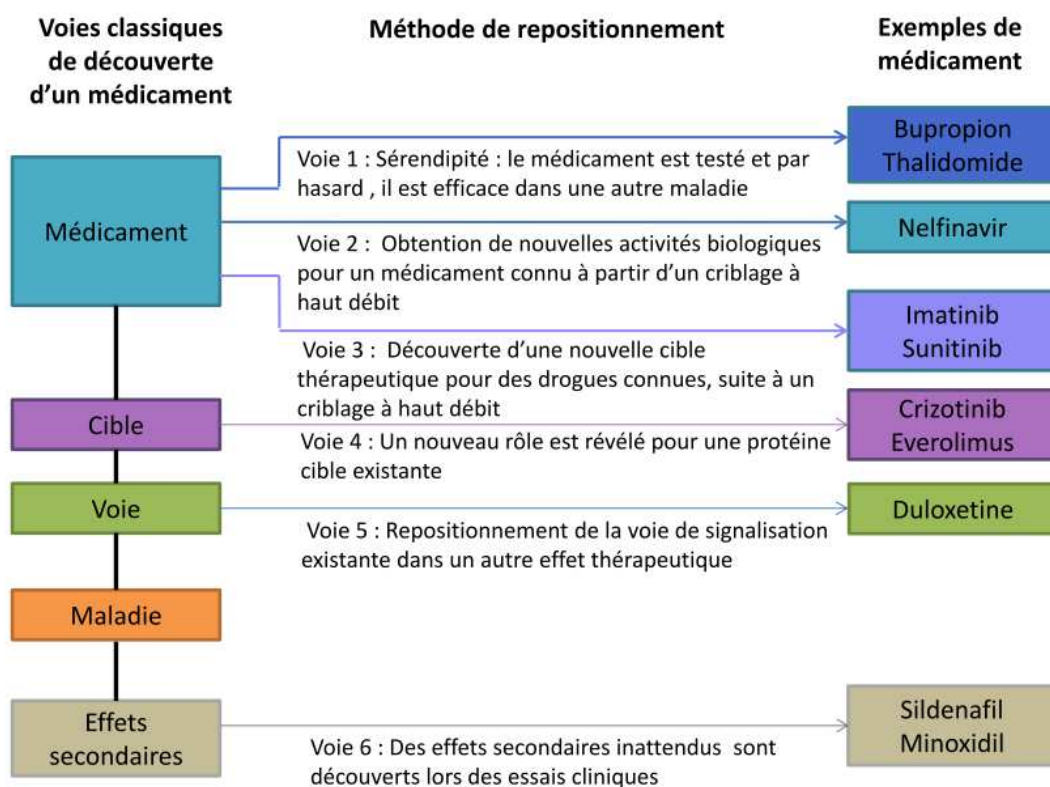 Voies classiques
de découverte
d’un médicament
Méthode de repositionnement
Exemples de
médicament
Médicament
Voie 1 : Sérendipité : le médicament est testé et par
hasard , il est efficace dans une autre maladie
Bupropion
Thalidomide
Voie 2 : Obtention de nouvelles activités biologiques
pour un médicament connu à partir d’un criblage à
haut débit
Nelfinavir
Voie 3 : Découverte d’une nouvelle cible
thérapeutique pour des drogues connues, suite à un
criblage à haut débit
Imatinib
Sunitinib
Cible
Voie 4 : Un nouveau rôle est révélé pour une protéine
cible existante
Crizotinib
Everolimus
Voie
Voie 5 : Repositionnement de la voie de signalisation
existante dans un autre effet thérapeutique
Duloxetine
Maladie
Effets
secondaires
Voie 6 : Des effets secondaires inattendus sont
découverts lors des essais cliniques
Sildenafil
Minoxidil